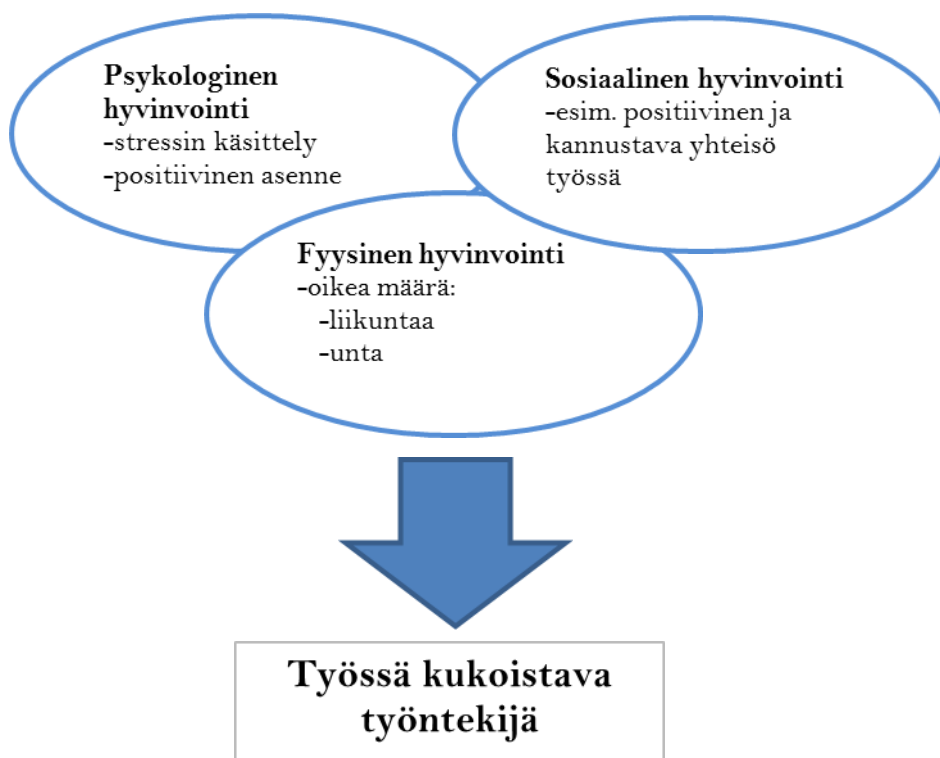 Psykologinen
hyvinvointi
-stressin käsittely
-positiivinen asenne
Sosiaalinen hyvinvointi
-esim. positiivinen ja
kannustava yhteisö
työssä
Fyysinen hyvinvointi
-oikea määrä:
-liikuntaa
-unta
Työssä kukoistava
työntekijä